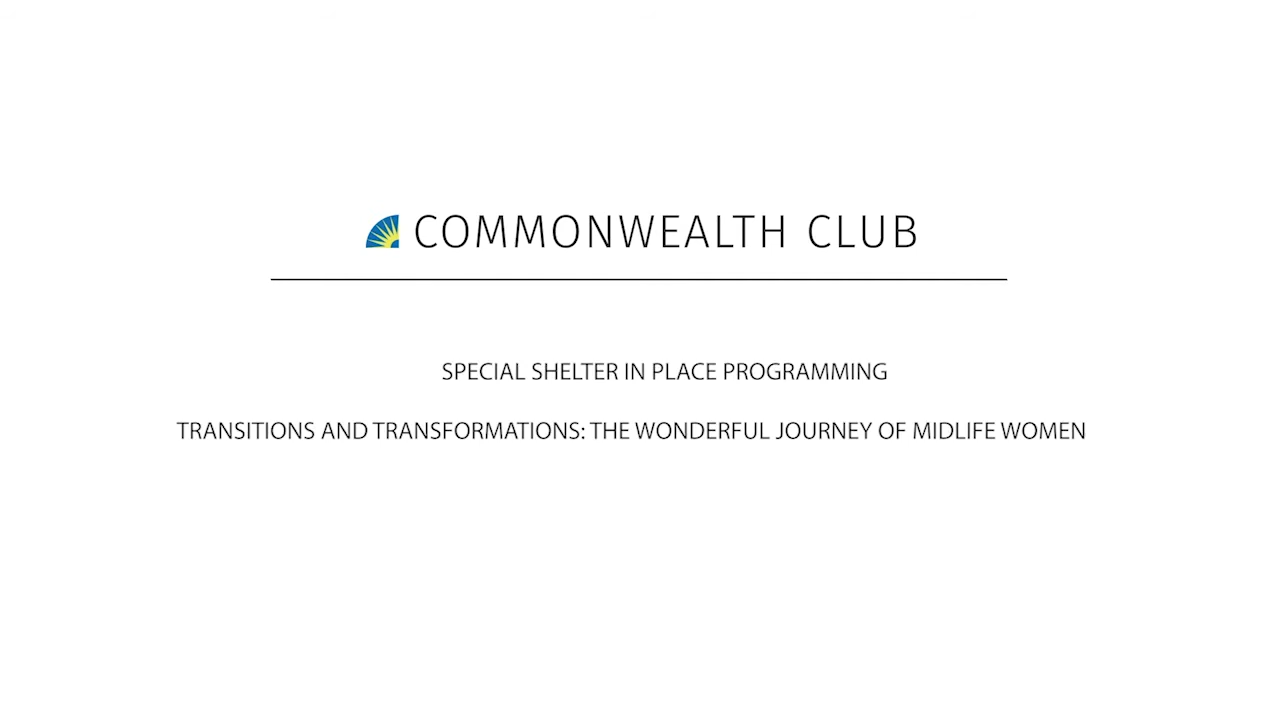 COMMONWEALTH CLUB
SPECIAL SHELTER IN PLACE PROGRAMMING
TRANSITIONS AND TRANSFORMATIONS: THE WONDERFUL JOURNEY OF MIDLIFE WOMEN